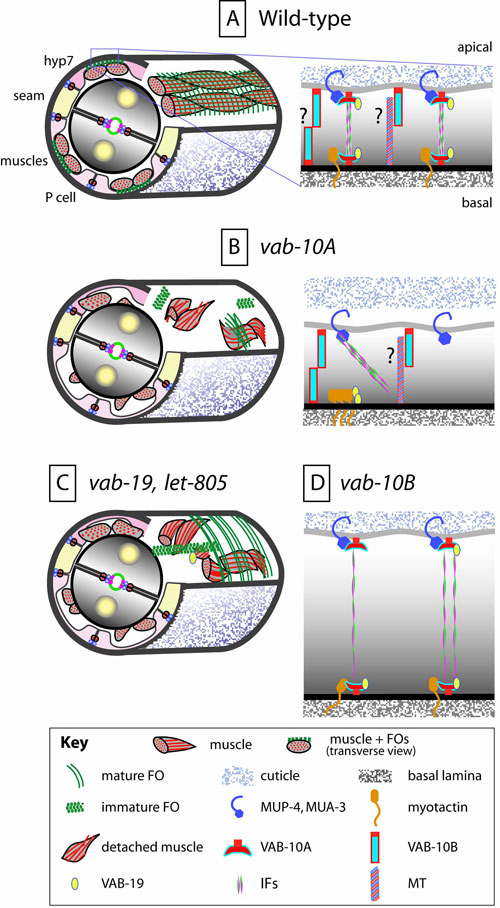 A Wild-type
hyp7
apical
seam
? ?
muscles
P cell
basal
B vab-10A
?
C vab-19, let-805
D vab-10B
Key
muscle
muscle + FOs
(transverse view)
mature FO
cuticle
basal lamina
immature FO
MUP-4, MUA-3
myotactin
detached muscle
VAB-10A
VAB-10B
VAB-19
IFs
MT